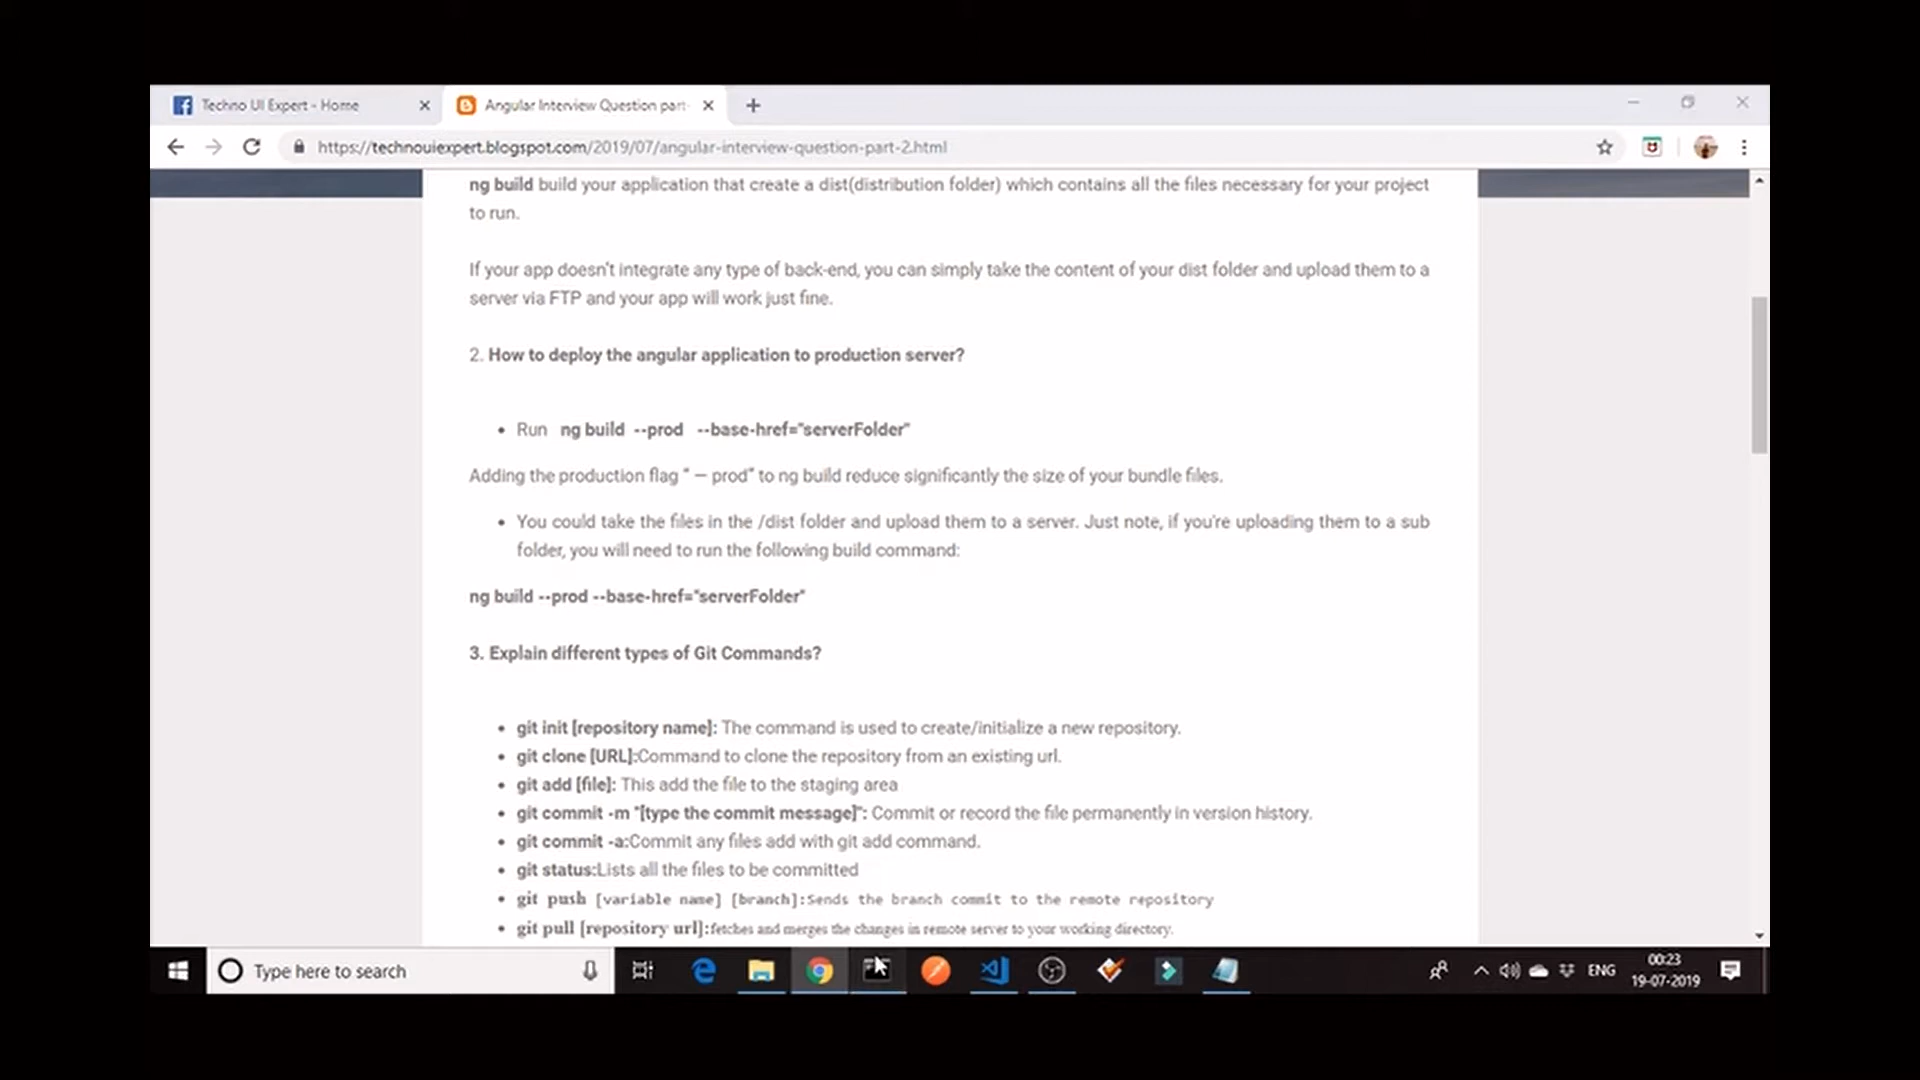 Techno UI Expert - Home
Angular Interview Question part-
https://technouiexpert.blogspot.com/2019/07/angular-interview-question-part-2.html
ng build build your application that create a dist(distribution folder) which contains all the files necessary for your project
to run.
If your app doesn't integrate any type of back-end, you can simply take the content of your dist folder and upload them to a
server via FTP and your app will work just fine.
2. How to deploy the angular application to production server?
• Run ng build --prod --base-href="serverFolder"
Adding the production flag “ — prod” to ng build reduce significantly the size of your bundle files.
• You could take the files in the /dist folder and upload them to a server. Just note, if you're uploading them to a sub
folder, you will need to run the following build command:
ng build --prod --base-href="serverFolder"
3. Explain different types of Git Commands?
• git init [repository name]: The command is used to create/initialize a new repository.
• git clone [URL]:Command to clone the repository from an existing url.
• git add [file]: This add the file to the staging area
• git commit -m "[type the commit message]": Commit or record the file permanently in version history.
• git commit -a:Commit any files add with git add command.
• git status:Lists all the files to be committed
• git push [variable name] [branch]:Sends the branch commit to the remote repository
• git pull [repository url]:fetches and merges the changes in remote server to your working directory.
Type here to search
ENG
00:23
19-07-2019